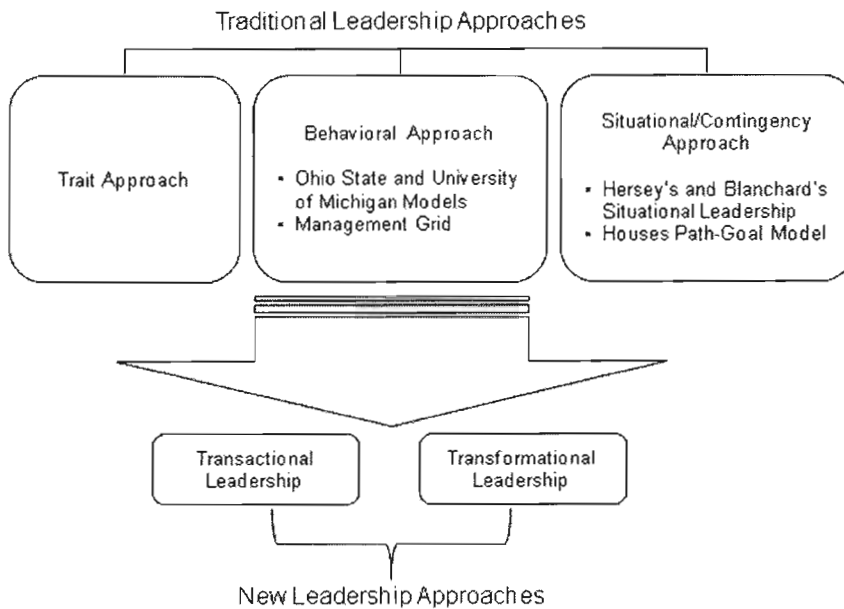 Traditional Leadership Approaches
Trait Approach
Behavioral Approach
▪ Ohio State and University
of Michigan Models
▪ Management Grid
Situational/Contingency
Approach
▪ Hersey's and Blanchard's
Situational Leadership
▪ Houses Path-Goal Model
Transactional
Leadership
Transformational
Leadership
New Leadership Approaches